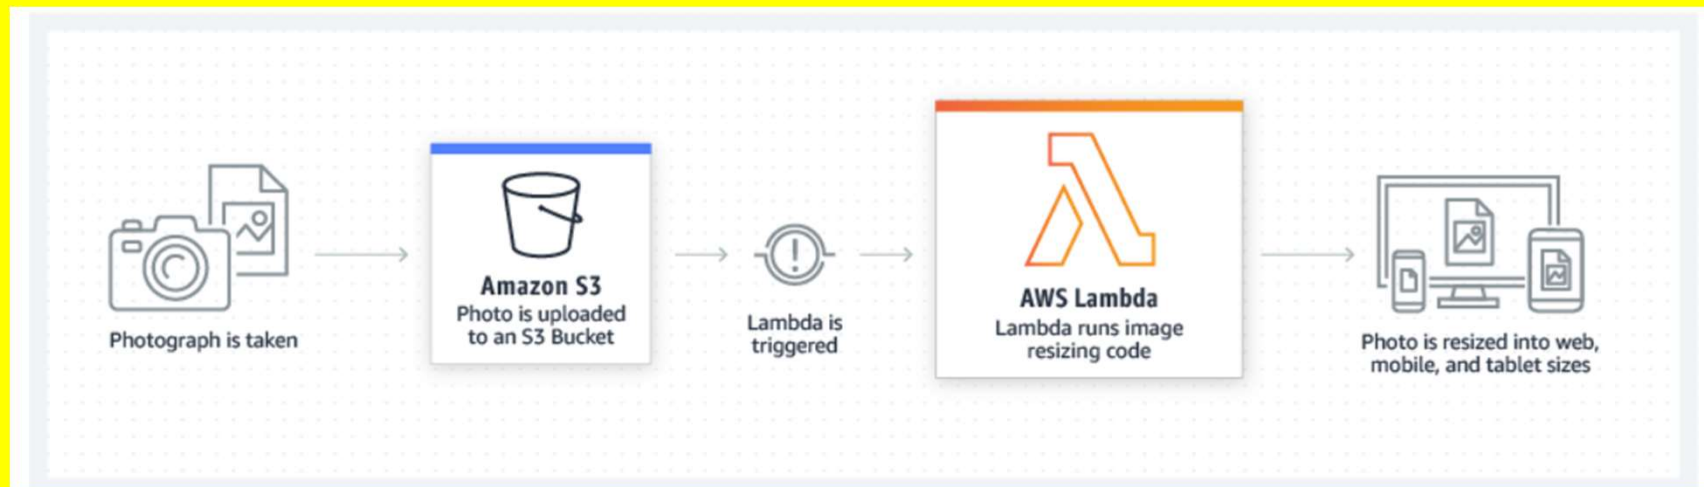 Photograph is taken
Amazon S3
Photo is uploaded
to an S3 Bucket
Lambda is
triggered
AWS Lambda
Lambda runs image
resizing code
Photo is resized into web,
mobile, and tablet sizes